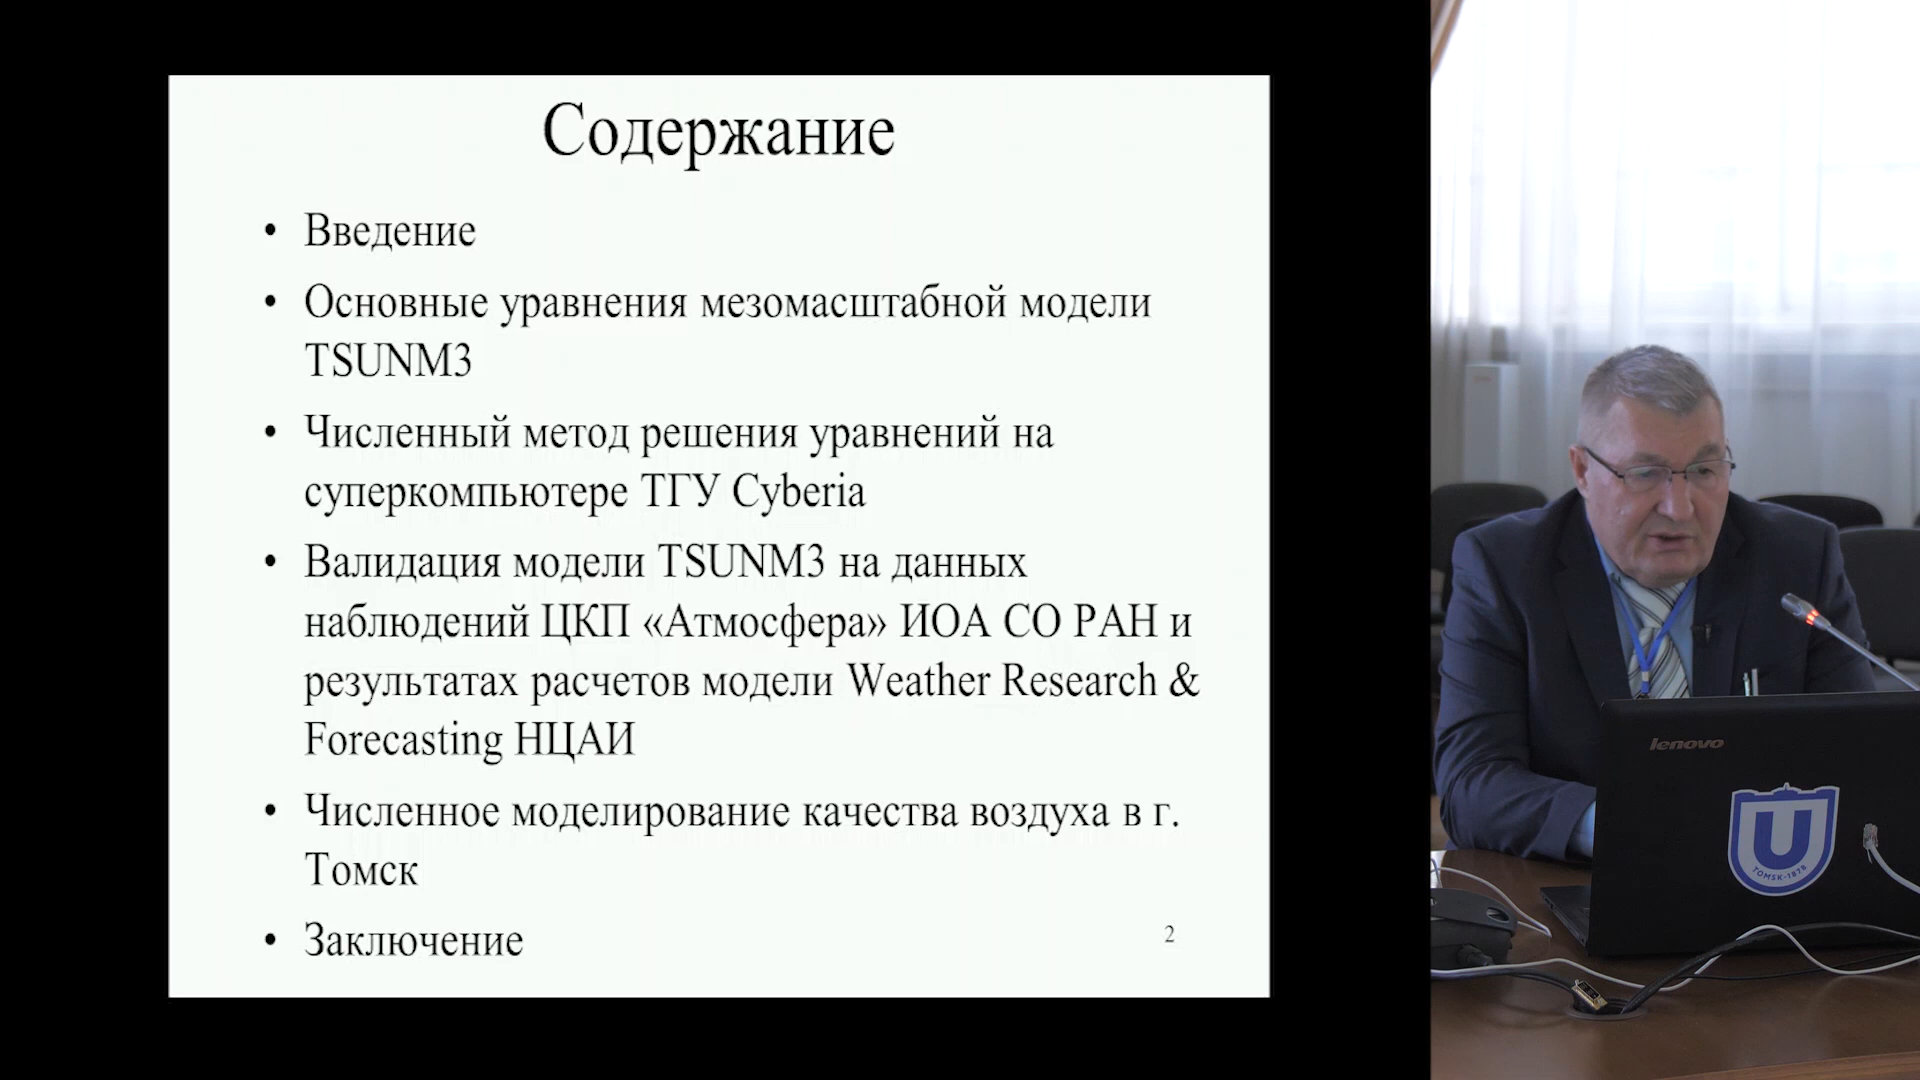 Содержание
• Введение
• Основные уравнения мезомасштабной модели
TSUNM3
• Численный метод решения уравнений на
суперкомпьютере ТГУ Cyberia
• Валидация модели TSUNM3 на данных
наблюдений ЦКП «Атмосфера» ИОА СО РАН и
результатах расчетов модели Weather Research &
Forecasting НЦАИ
• Численное моделирование качества воздуха в г.
Томск
• Заключение
2
lenovo
U
TOMSK-1878